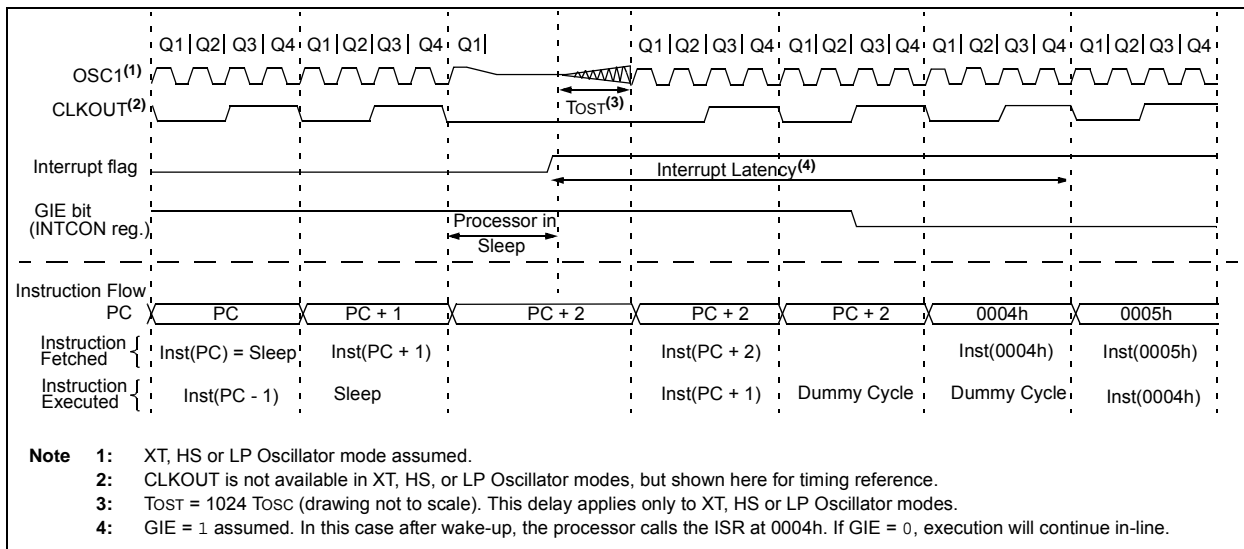 Q1 Q2 Q3 Q4 Q1 Q2 Q3 Q4 Q1 Q1 Q2 Q3 Q4 Q1 Q2 Q3 Q4 Q1 Q2 Q3 Q4 Q1 Q2 Q3 Q4
OSC1(1)
TOST(3)
CLKOUT(2)
Interrupt flag
Interrupt Latency(4)
GIE bit
(INTCON reg.)
Processor in
Sleep
Instruction Flow
PC PC PC + 1 PC + 2 PC + 2 PC + 2 0004h 0005h
Instruction
Fetched
Inst(PC) = Sleep Inst(PC + 1) Inst(PC + 2) Inst(0004h) Inst(0005h)
Instruction
Executed
Inst(PC - 1) Sleep Inst(PC + 1) Dummy Cycle Dummy Cycle Inst(0004h)
Note 1: XT, HS or LP Oscillator mode assumed.
2: CLKOUT is not available in XT, HS, or LP Oscillator modes, but shown here for timing reference.
3: TOST = 1024 TOSC (drawing not to scale). This delay applies only to XT, HS or LP Oscillator modes.
4: GIE = 1 assumed. In this case after wake-up, the processor calls the ISR at 0004h. If GIE = 0, execution will continue in-line.